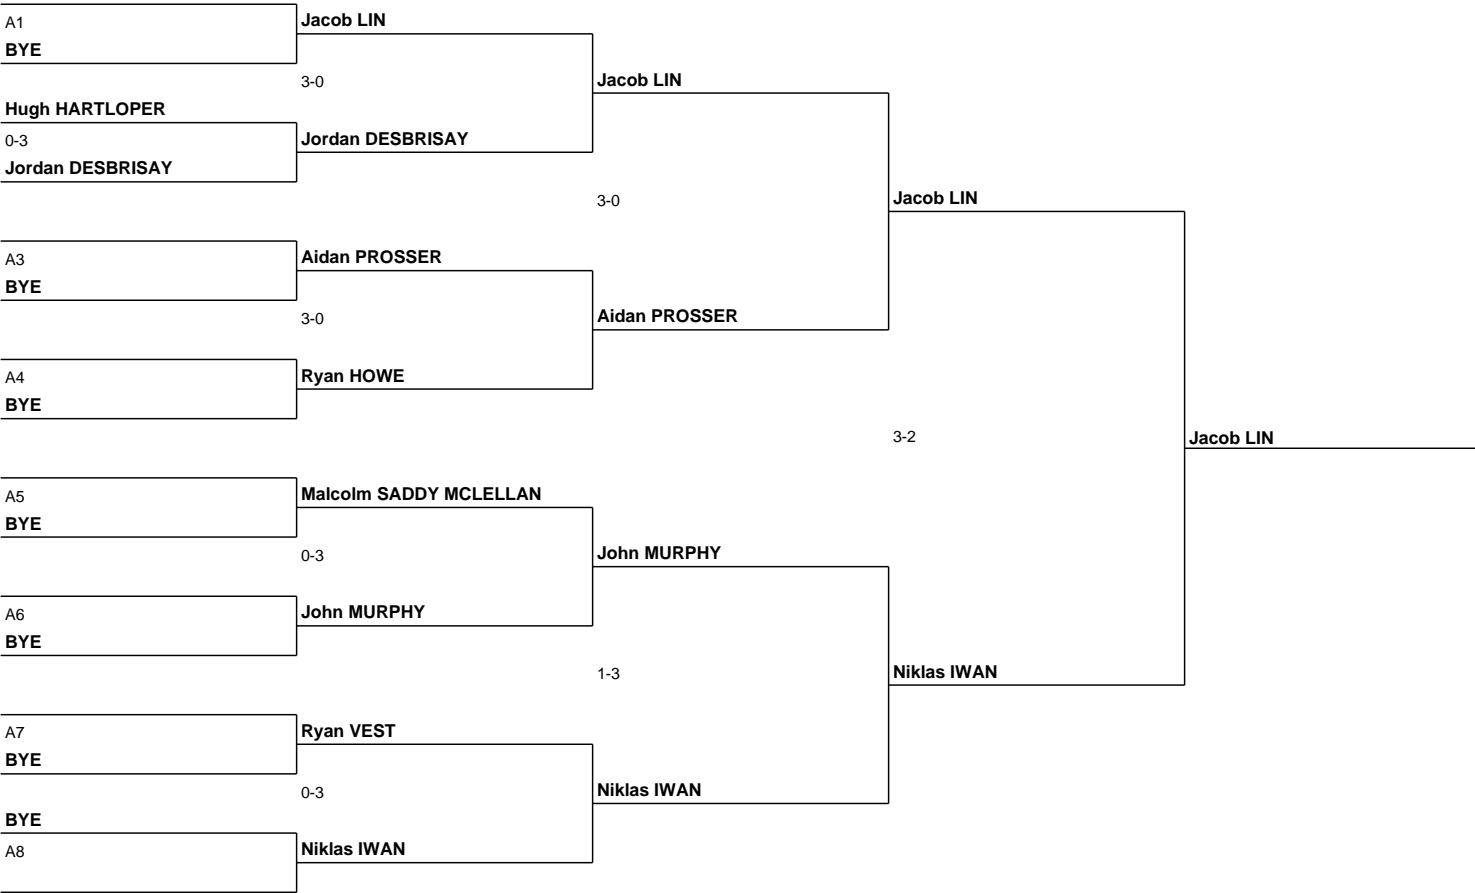 A1
BYE
Jacob LIN
3-0
Hugh HARTLOPER
0-3
Jordan DESBRISAY
Jordan DESBRISAY
Jacob LIN
3-0
A3
BYE
Aidan PROSSER
3-0
A4
BYE
Ryan HOWE
Aidan PROSSER
Jacob LIN
3-2
A5
BYE
Malcolm SADDY MCLELLAN
0-3
A6
BYE
John MURPHY
John MURPHY
1-3
A7
BYE
Ryan VEST
0-3
BYE
A8
Niklas IWAN
Niklas IWAN
Niklas IWAN
Jacob LIN